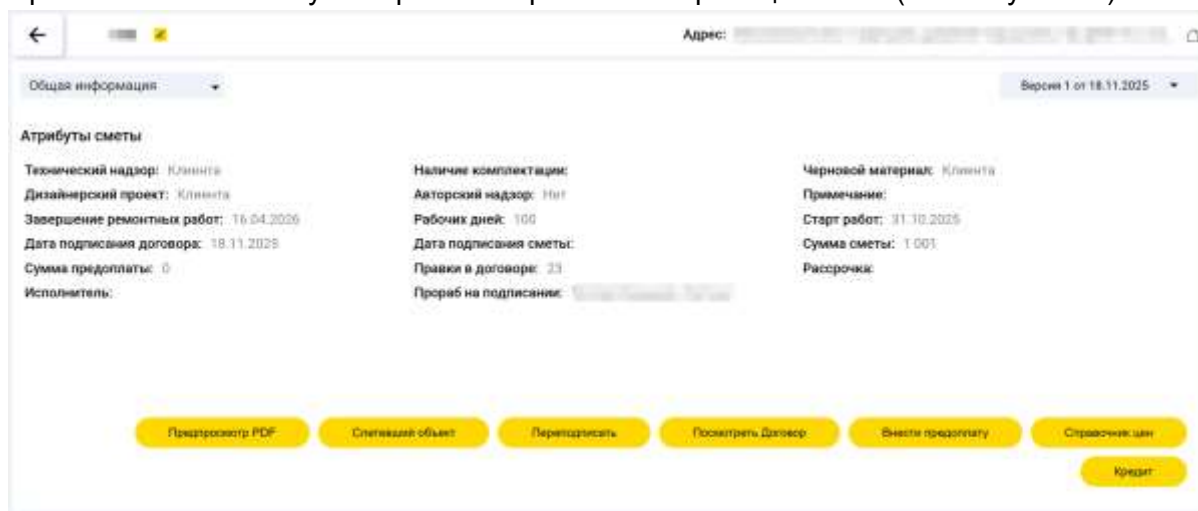 Адрес:
Общая информация
Версия 1 от 18.11.2025
Атрибуты сметы
Технический надзор: Клиента Наличие комплектации: Черновой материал: Клиента
Дизайнерский проект: Клиента Авторский надзор: Нет Примечание:
Завершение ремонтных работ: 16.04.2026 Рабочих дней: 100 Старт работ: 31.10.2025
Дата подписания договора: 18.11.2025 Дата подписания сметы: Сумма сметы: 1 001
Сумма предоплаты: 0 Правки в договоре: 23 Рассрочка:
Исполнитель: Прораб на подписании:
Предпросмотр PDF Слетевший объект Переподписать Посмотреть Договор Внести предоплату Справочник цен
Кредит